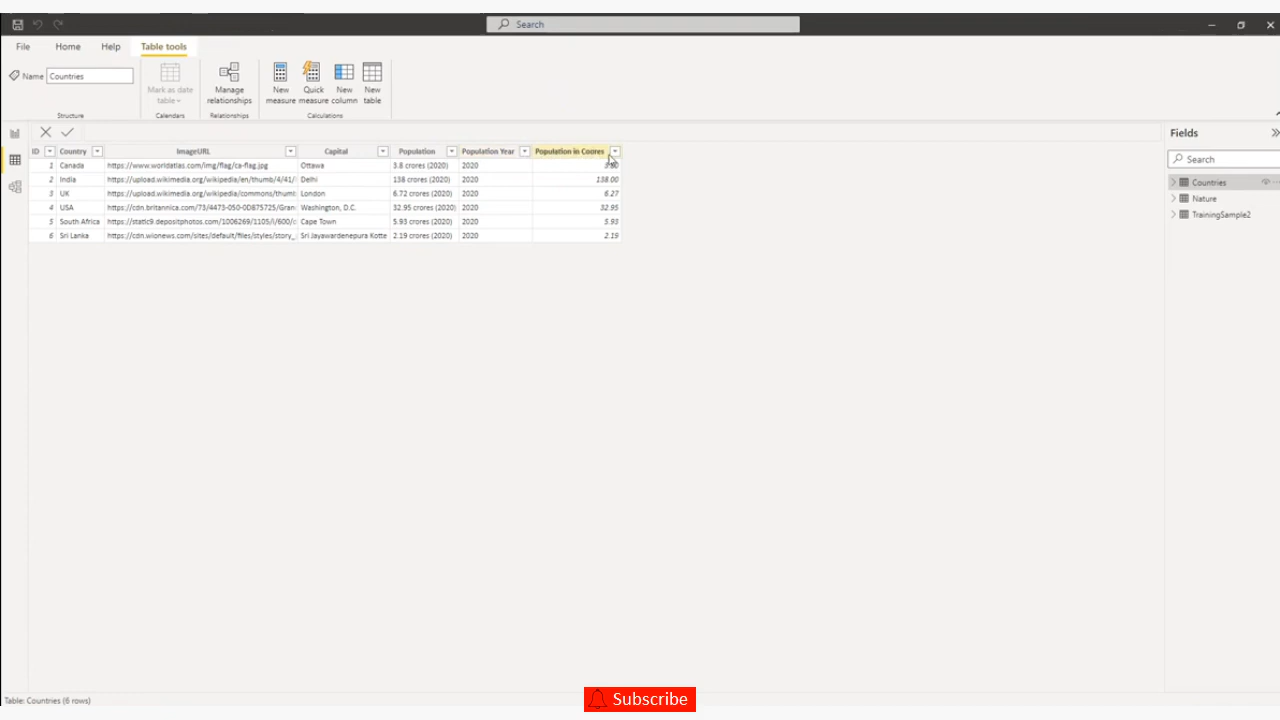 Search
File Home Help Table tools
Name Countries
Mark as date table
Manage relationships
New measure
Quick measure
New column
New table
Structure Calendars Relationships Calculations
Fields
Search
Countries
Nature
TrainingSample2
ID Country ImageURL Capital Population Population Year Population in Coores
1 Canada https://www.worldatlas.com/img/flag/ca-flag.jpg Ottawa 3.8 crores (2020) 2020
2 India https://upload.wikimedia.org/wikipedia/en/thumb/4/41/ Delhi 138 crores (2020) 2020 138.00
3 UK https://upload.wikimedia.org/wikipedia/commons/thumb London 6.72 crores (2020) 2020 6.27
4 USA https://cdn.britannica.com/73/4473-050-0D875725/Gran Washington, D.C. 32.95 crores (2020) 2020 32.95
5 South Africa https://static9.depositphotos.com/1006269/1105/i/600/c Cape Town 5.93 crores (2020) 2020 5.93
6 Sri Lanka https://cdn.wionews.com/sites/default/files/styles/story_ Sri Jayawardenepura Kotte 2.19 crores (2020) 2020 2.19
Table: Countries (6 rows)
Subscribe